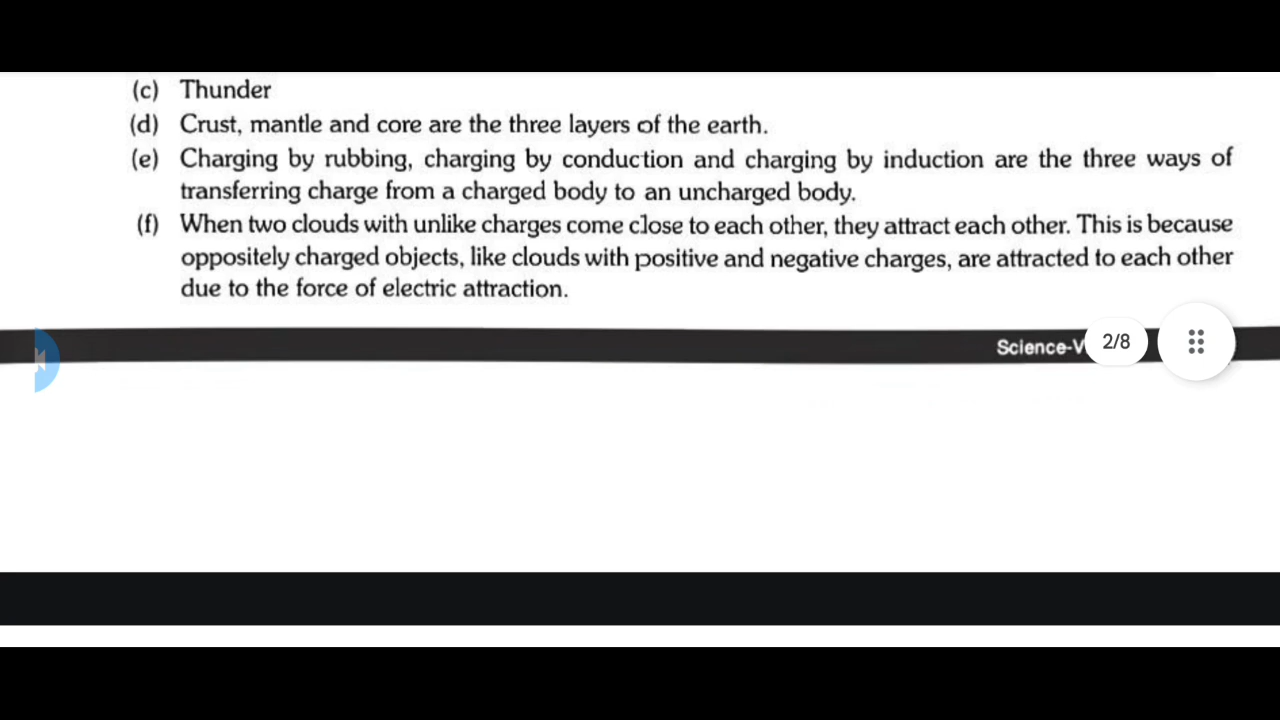 (c) Thunder
(d) Crust, mantle and core are the three layers of the earth.
(e) Charging by rubbing, charging by conduction and charging by induction are the three ways of
transferring charge from a charged body to an uncharged body.
(f) When two clouds with unlike charges come close to each other, they attract each other. This is because
oppositely charged objects, like clouds with positive and negative charges, are attracted to each other
due to the force of electric attraction.
Science-V
2/8